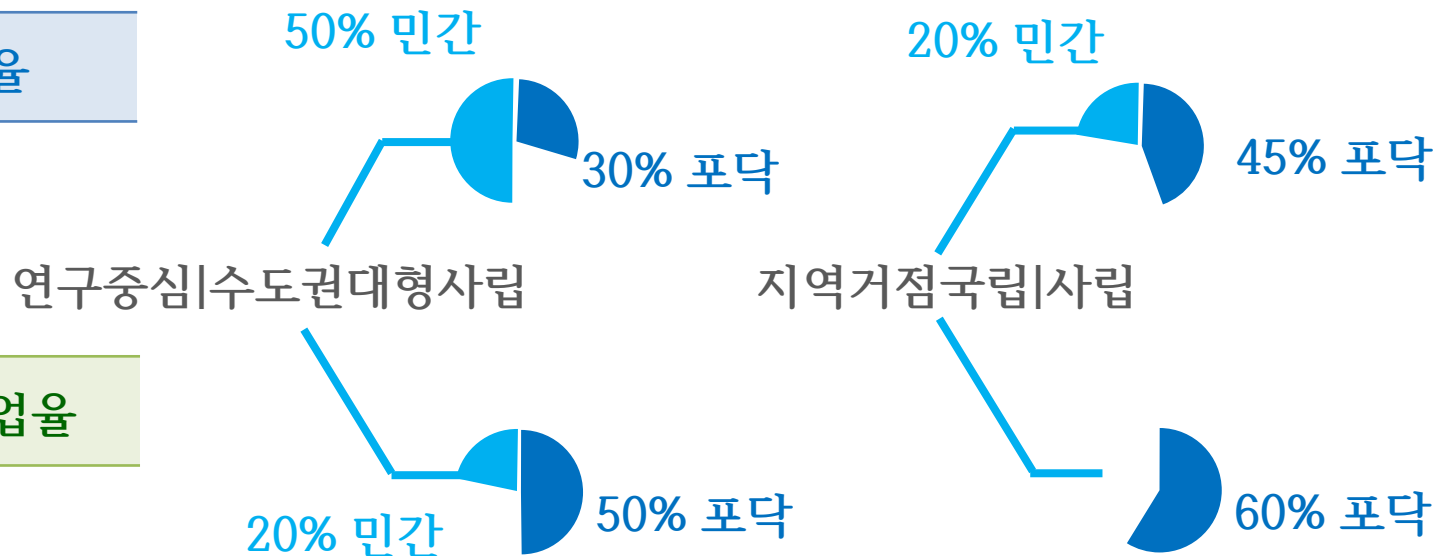 50% 민간
20% 민간
율
30% 포닥
45% 포닥
연구중심|수도권대형사립
지역거점국립|사립
업율
20% 민간
50% 포닥
60% 포닥